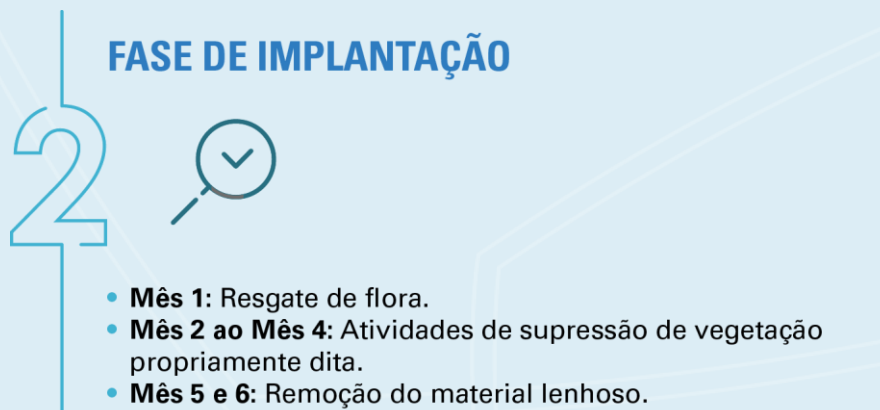 FASE DE IMPLANTAÇÃO
2
• Mês 1: Resgate de flora.
• Mês 2 ao Mês 4: Atividades de supressão de vegetação
propriamente dita.
• Mês 5 e 6: Remoção do material lenhoso.